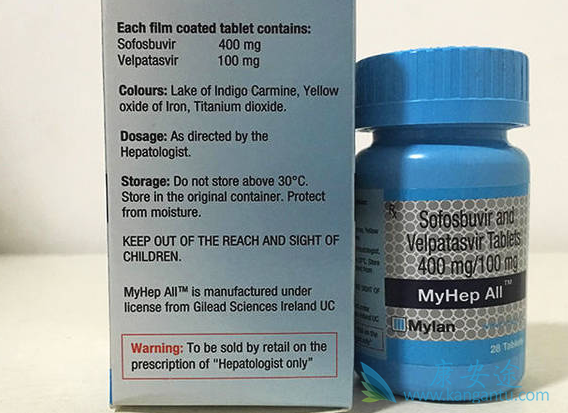 Each film coated tablet contains:
Sofosbuvir 400 mg
Velpatasvir 100 mg
Colours: Lake of Indigo Carmine, Yellow
oxide of Iron, Titanium dioxide.
Dosage: As directed by the
Hepatologist.
Storage: Do not store above 30°C.
Store in the original container. Protect
from moisture.
KEEP OUT OF THE REACH AND SIGHT OF
CHILDREN.
MyHep All™ is manufactured under
license from Gilead Sciences Ireland UC
Warning: To be sold by retail on the
prescription of "Hepatologist only"
Rx
Sofosbuvir and
Velpatasvir Tablets
400 mg/100 mg
MyHep All™
Mylan
28 Tablets